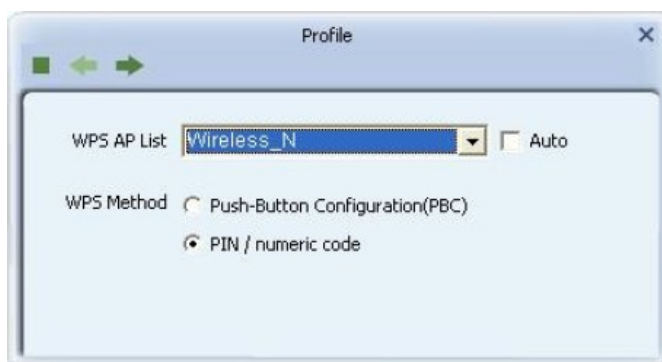 Profile
WPS AP List Wireless_N Auto
WPS Method Push-Button Configuration(PBC)
PIN / numeric code